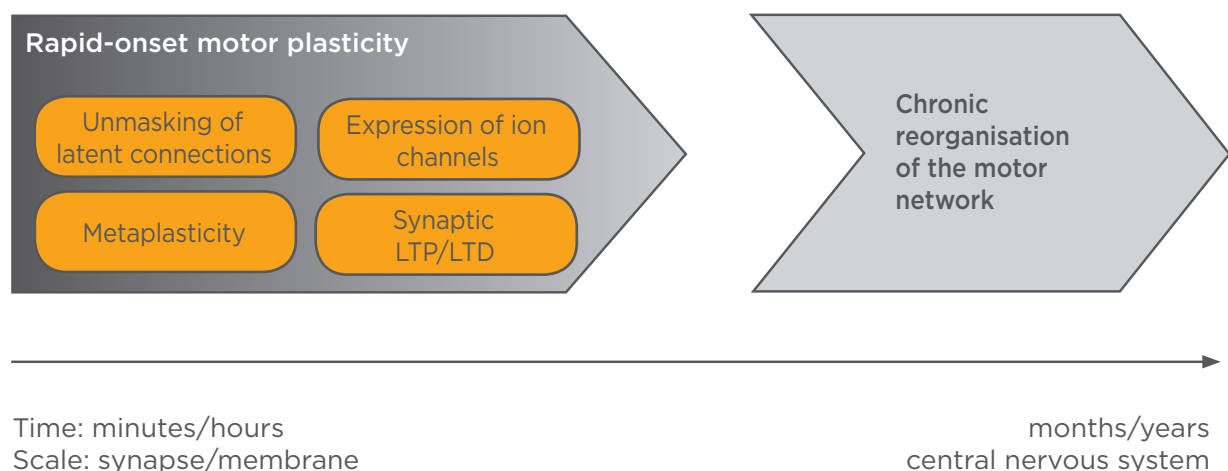 Rapid-onset motor plasticity
Unmasking of
latent connections
Expression of ion
channels
Metaplasticity
Synaptic
LTP/LTD
Chronic
reorganisation
of the motor
network
Time: minutes/hours
Scale: synapse/membrane
months/years
central nervous system